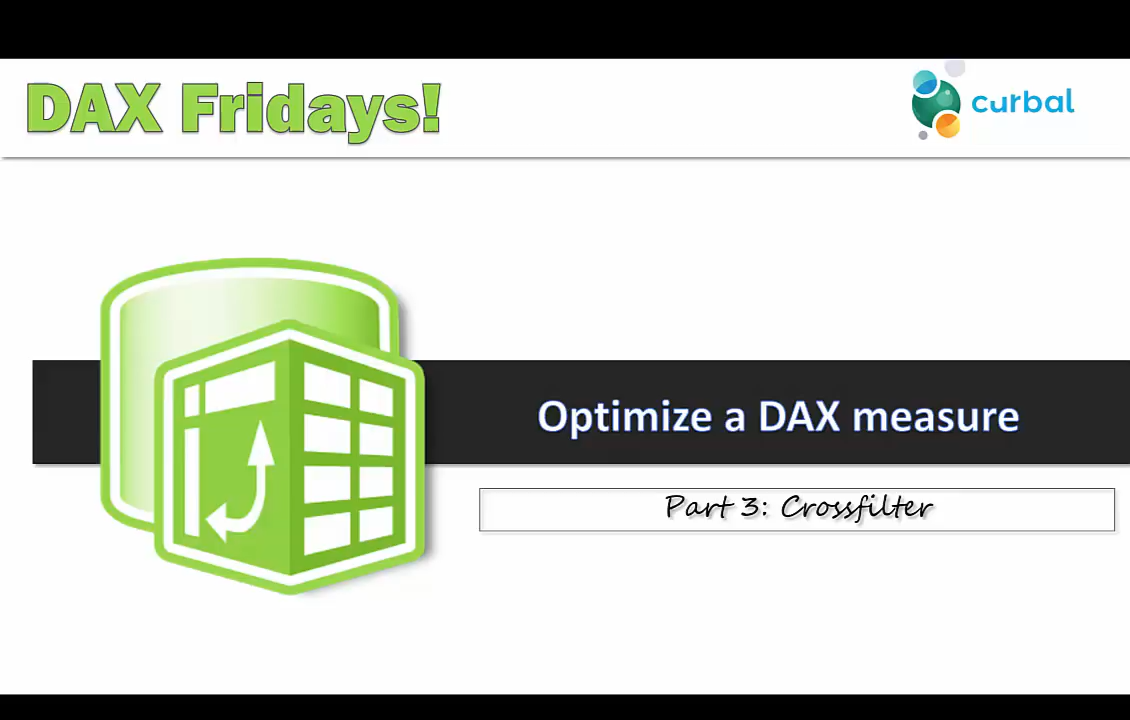 DAX Fridays!
curbal
Optimize a DAX measure
Part 3: Crossfilter